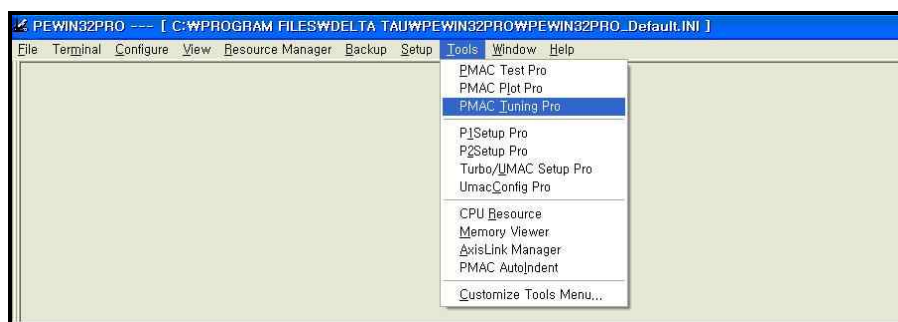 PEWIN32PRO --- [ C:₩PROGRAM FILES₩DELTA TAU₩PEWIN32PRO₩PEWIN32PRO_Default.INI ]
File Terminal Configure View Resource Manager Backup Setup Tools Window Help
PMAC Test Pro
PMAC Plot Pro
PMAC Tuning Pro
P1Setup Pro
P2Setup Pro
Turbo/UMAC Setup Pro
UmacConfig Pro
CPU Resource
Memory Viewer
AxisLink Manager
PMAC AutoIndent
Customize Tools Menu...